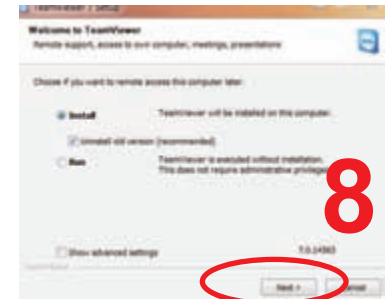 TeamViewer 7 Setup
Welcome to TeamViewer
Remote support, access to own computer, meetings, presentations
Choose if you want to remote access this computer later:
Install
TeamViewer will be installed on this computer.
Uninstall old version (recommended)
Run
TeamViewer is executed without installation.
This does not require administrative privileges
8
Show advanced settings
7.0.14563
Next >
Cancel